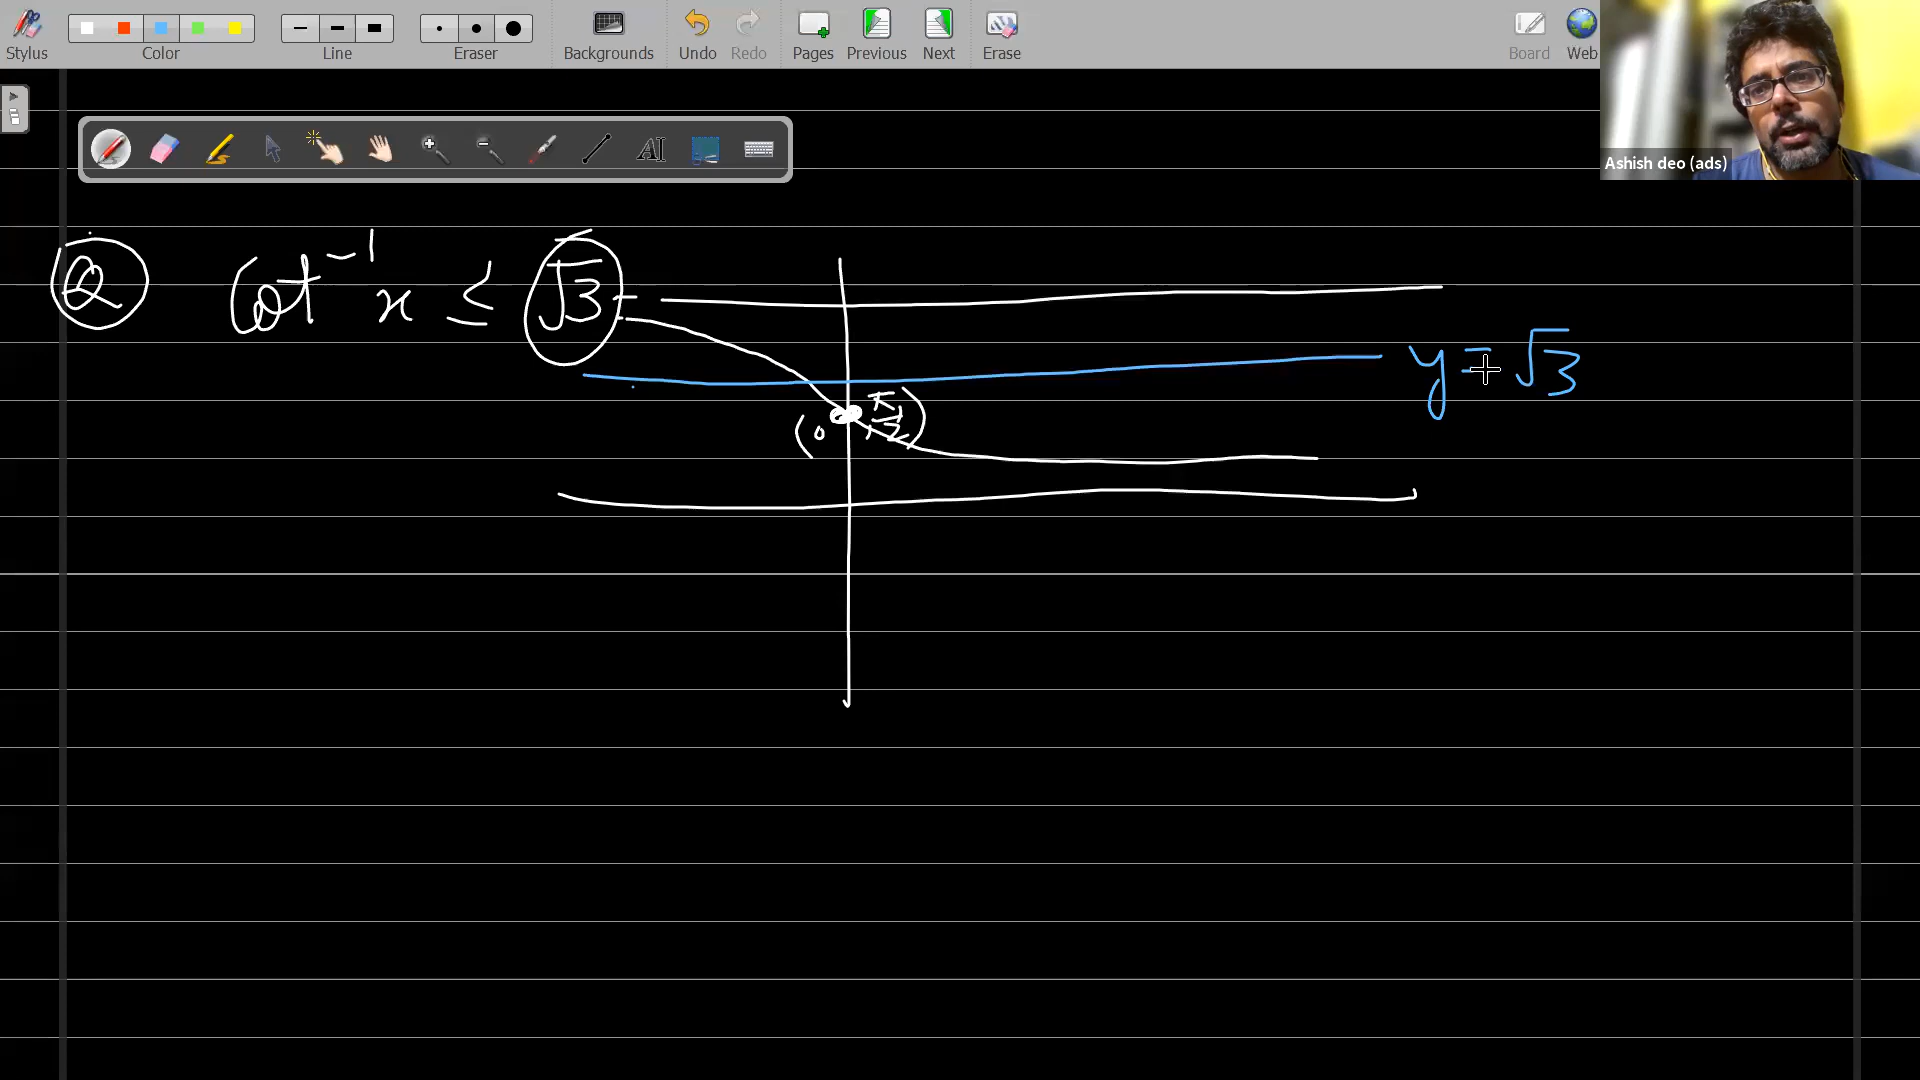 Stylus Color Line Eraser Backgrounds Undo Redo Pages Previous Next Erase Board Web
Ashish deo (ads)
Q cot⁻¹ x ≤ √3
y = √3
(0, π/2)